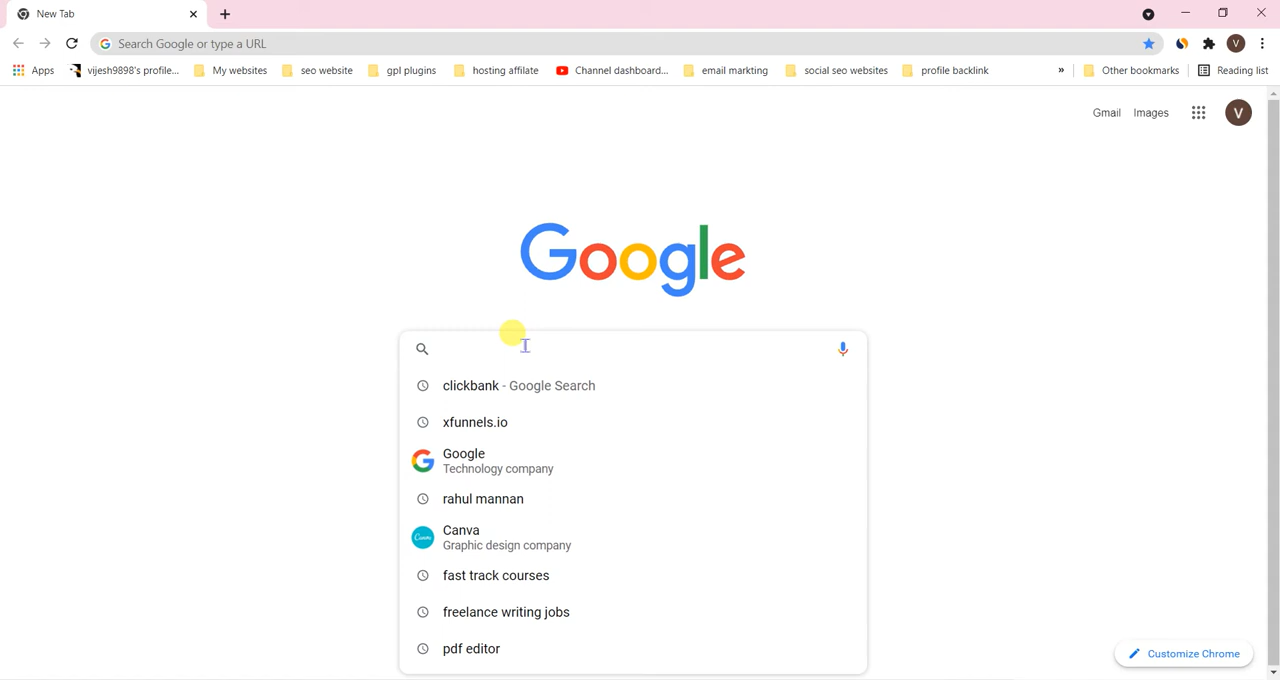 New Tab
Search Google or type a URL
V
Apps vijesh9898's profile... My websites seo website gpl plugins hosting affilate Channel dashboard... email markting social seo websites profile backlink » Other bookmarks Reading list
Gmail Images V
Google
clickbank - Google Search
xfunnels.io
Google
Technology company
rahul mannan
Canva
Canva
Graphic design company
fast track courses
freelance writing jobs
pdf editor
Customize Chrome